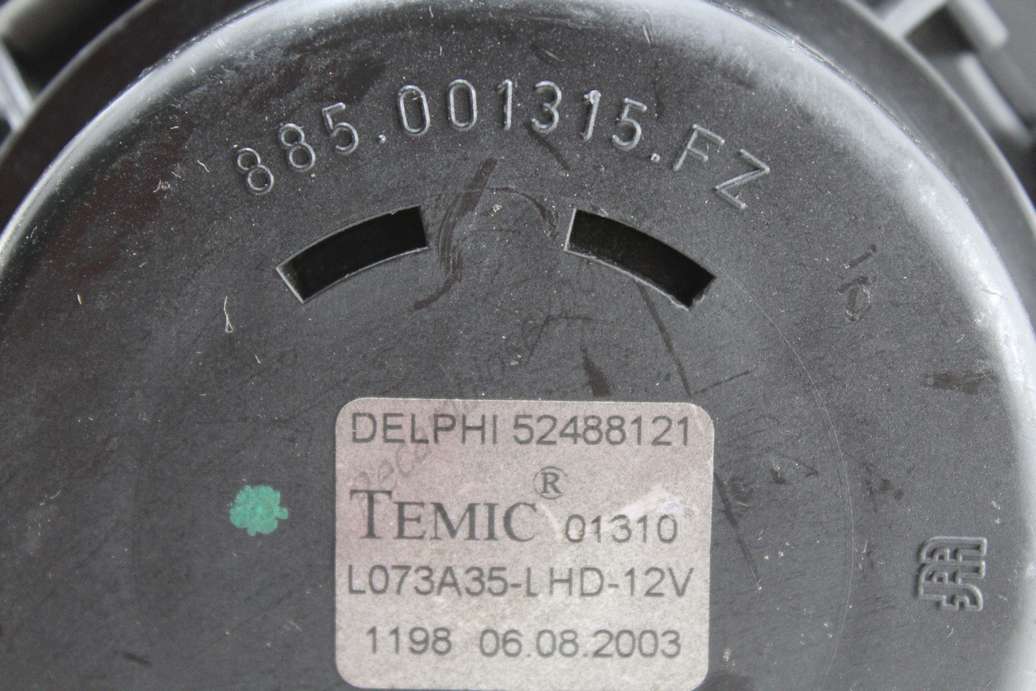 885.001315.FZ
DELPHI 52488121
TEMIC® 01310
L073A35-LHD-12V
1198 06.08.2003